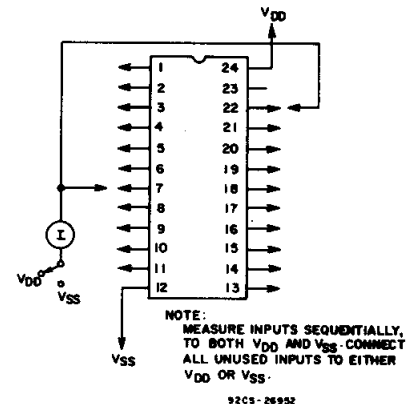 VDD
1 24
2 23
3 22
4 21
5 20
6 19
7 18
8 17
9 16
10 15
11 14
12 13
I
VDD
VSS
VSS
NOTE:
MEASURE INPUTS SEQUENTIALLY,
TO BOTH VDD AND VSS. CONNECT
ALL UNUSED INPUTS TO EITHER
VDD OR VSS.
92CS-26952